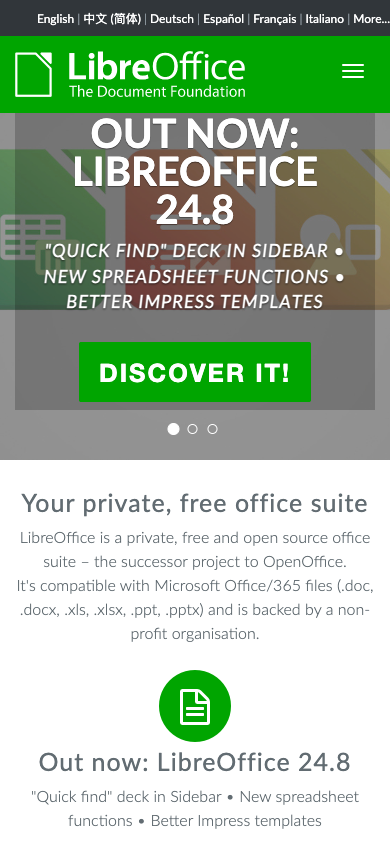 English | 中文 (简体) | Deutsch | Español | Français | Italiano | More...
LibreOffice
The Document Foundation
OUT NOW:
LIBREOFFICE
24.8
"QUICK FIND" DECK IN SIDEBAR •
NEW SPREADSHEET FUNCTIONS •
BETTER IMPRESS TEMPLATES
DISCOVER IT!
Your private, free office suite
LibreOffice is a private, free and open source office
suite – the successor project to OpenOffice.
It's compatible with Microsoft Office/365 files (.doc,
.docx, .xls, .xlsx, .ppt, .pptx) and is backed by a non-
profit organisation.
Out now: LibreOffice 24.8
"Quick find" deck in Sidebar • New spreadsheet
functions • Better Impress templates